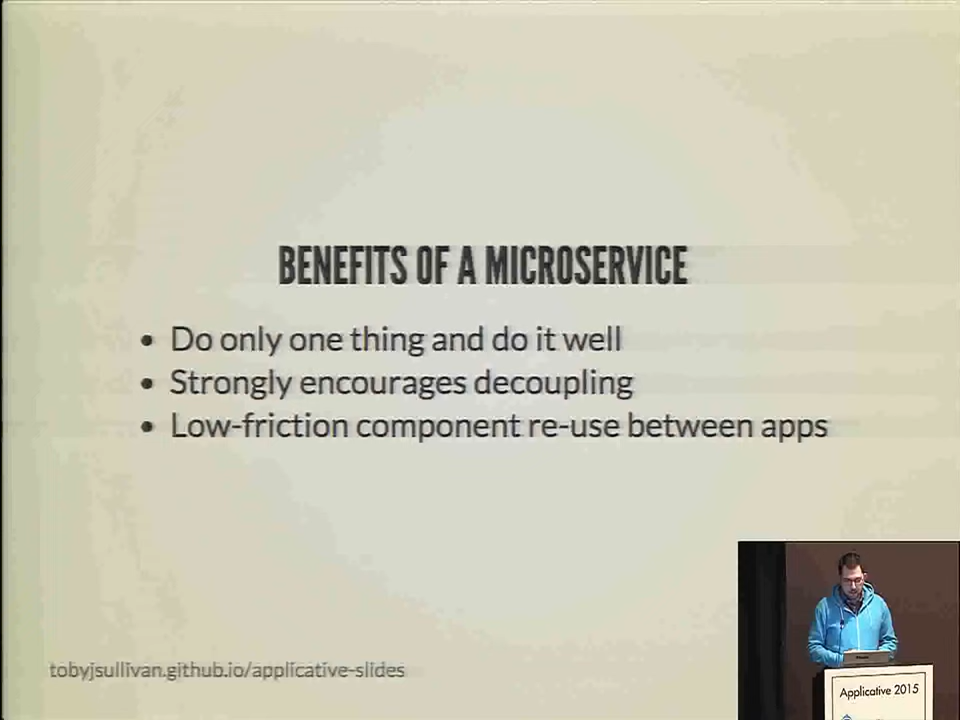 BENEFITS OF A MICROSERVICE
• Do only one thing and do it well
• Strongly encourages decoupling
• Low-friction component re-use between apps
tobyjsullivan.github.io/applicative-slides
Applicative 2015